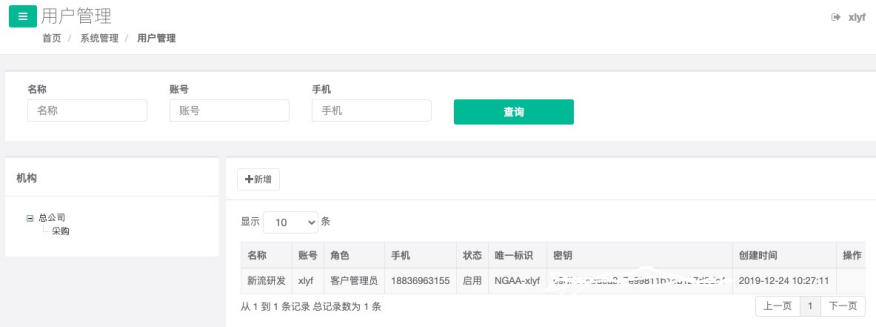 用户管理
xlyf
首页 / 系统管理 / 用户管理
名称 账号 手机
名称 账号 手机 查询
机构
新增
总公司
采购
显示 10 条
名称 账号 角色 手机 状态 唯一标识 密钥 创建时间 操作
新流研发 xlyf 客户管理员 18836963155 启用 NGAA-xlyf 2019-12-24 10:27:11
从 1 到 1 条记录 总记录数为 1 条
上一页 1 下一页